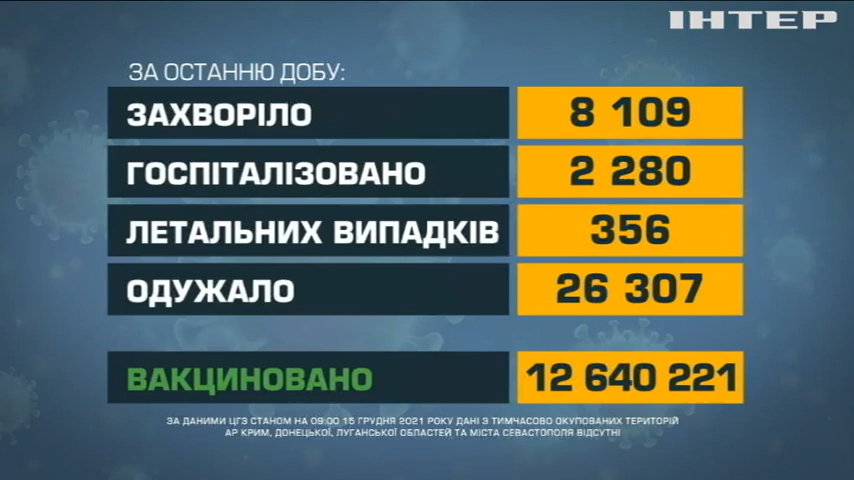 ІНТЕР
ЗА ОСТАННЮ ДОБУ:
ЗАХВОРІЛО 8 109
ГОСПІТАЛІЗОВАНО 2 280
ЛЕТАЛЬНИХ ВИПАДКІВ 356
ОДУЖАЛО 26 307
ВАКЦИНОВАНО 12 640 221
ЗА ДАНИМИ ЦГЗ СТАНОМ НА 09:00 15 ГРУДНЯ 2021 РОКУ ДАНІ З ТИМЧАСОВО ОКУПОВАНИХ ТЕРИТОРІЙ
АР КРИМ, ДОНЕЦЬКОЇ, ЛУГАНСЬКОЇ ОБЛАСТЕЙ ТА МІСТА СЕВАСТОПОЛЯ ВІДСУТНІ